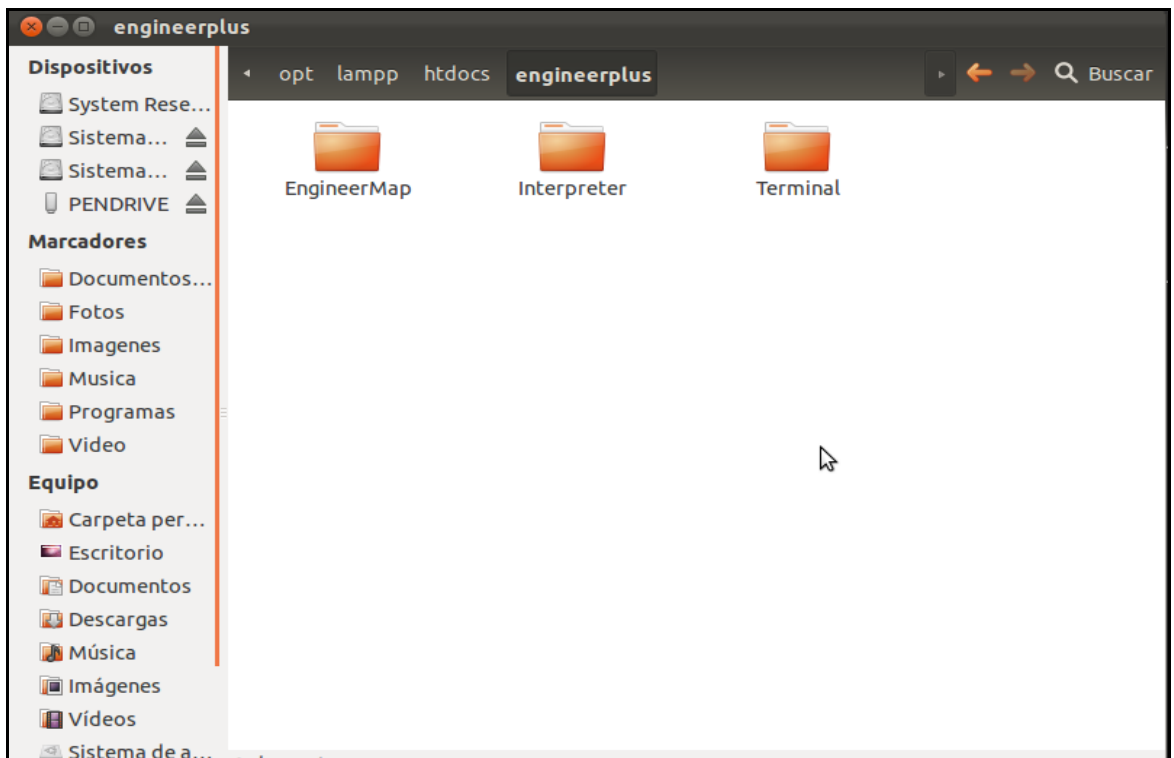 engineerplus
Dispositivos
System Rese...
Sistema...
Sistema...
PENDRIVE
Marcadores
Documentos...
Fotos
Imagenes
Musica
Programas
Video
Equipo
Carpeta per...
Escritorio
Documentos
Descargas
Música
Imágenes
Vídeos
Sistema de a...
opt lampp htdocs engineerplus Buscar
EngineerMap Interpreter Terminal